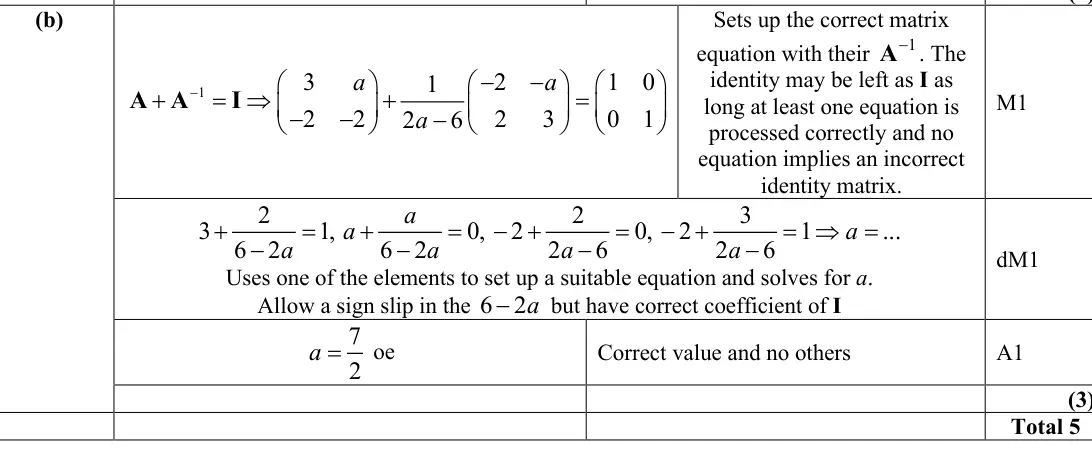 (b)
A + A⁻¹ = I ⇒ ( 3 a ; −2 −2 ) + 1/(2a − 6) ( −2 −a ; 2 3 ) = ( 1 0 ; 0 1 )
Sets up the correct matrix
equation with their A⁻¹. The
identity may be left as I as
long at least one equation is
processed correctly and no
equation implies an incorrect
identity matrix.
M1
3 + 2/(6 − 2a) = 1, a + a/(6 − 2a) = 0, −2 + 2/(2a − 6) = 0, −2 + 3/(2a − 6) = 1 ⇒ a = ...
Uses one of the elements to set up a suitable equation and solves for a.
Allow a sign slip in the 6 − 2a but have correct coefficient of I
dM1
a = 7/2 oe
Correct value and no others
A1
(3)
Total 5